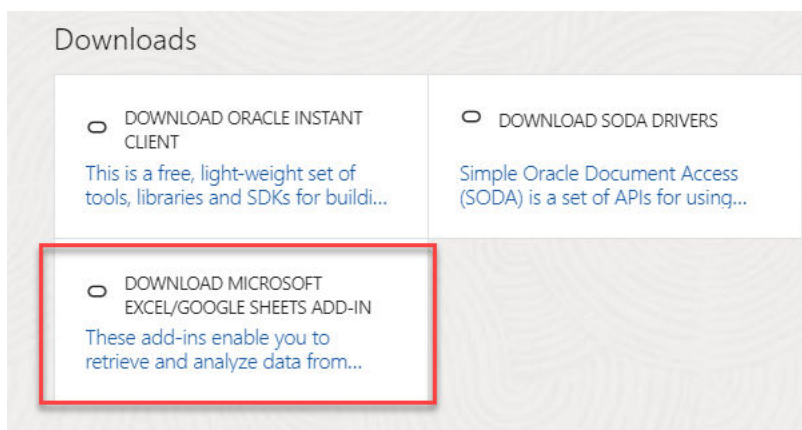 Downloads
DOWNLOAD ORACLE INSTANT
CLIENT
This is a free, light-weight set of
tools, libraries and SDKs for buildi...
DOWNLOAD SODA DRIVERS
Simple Oracle Document Access
(SODA) is a set of APIs for using...
DOWNLOAD MICROSOFT
EXCEL/GOOGLE SHEETS ADD-IN
These add-ins enable you to
retrieve and analyze data from...